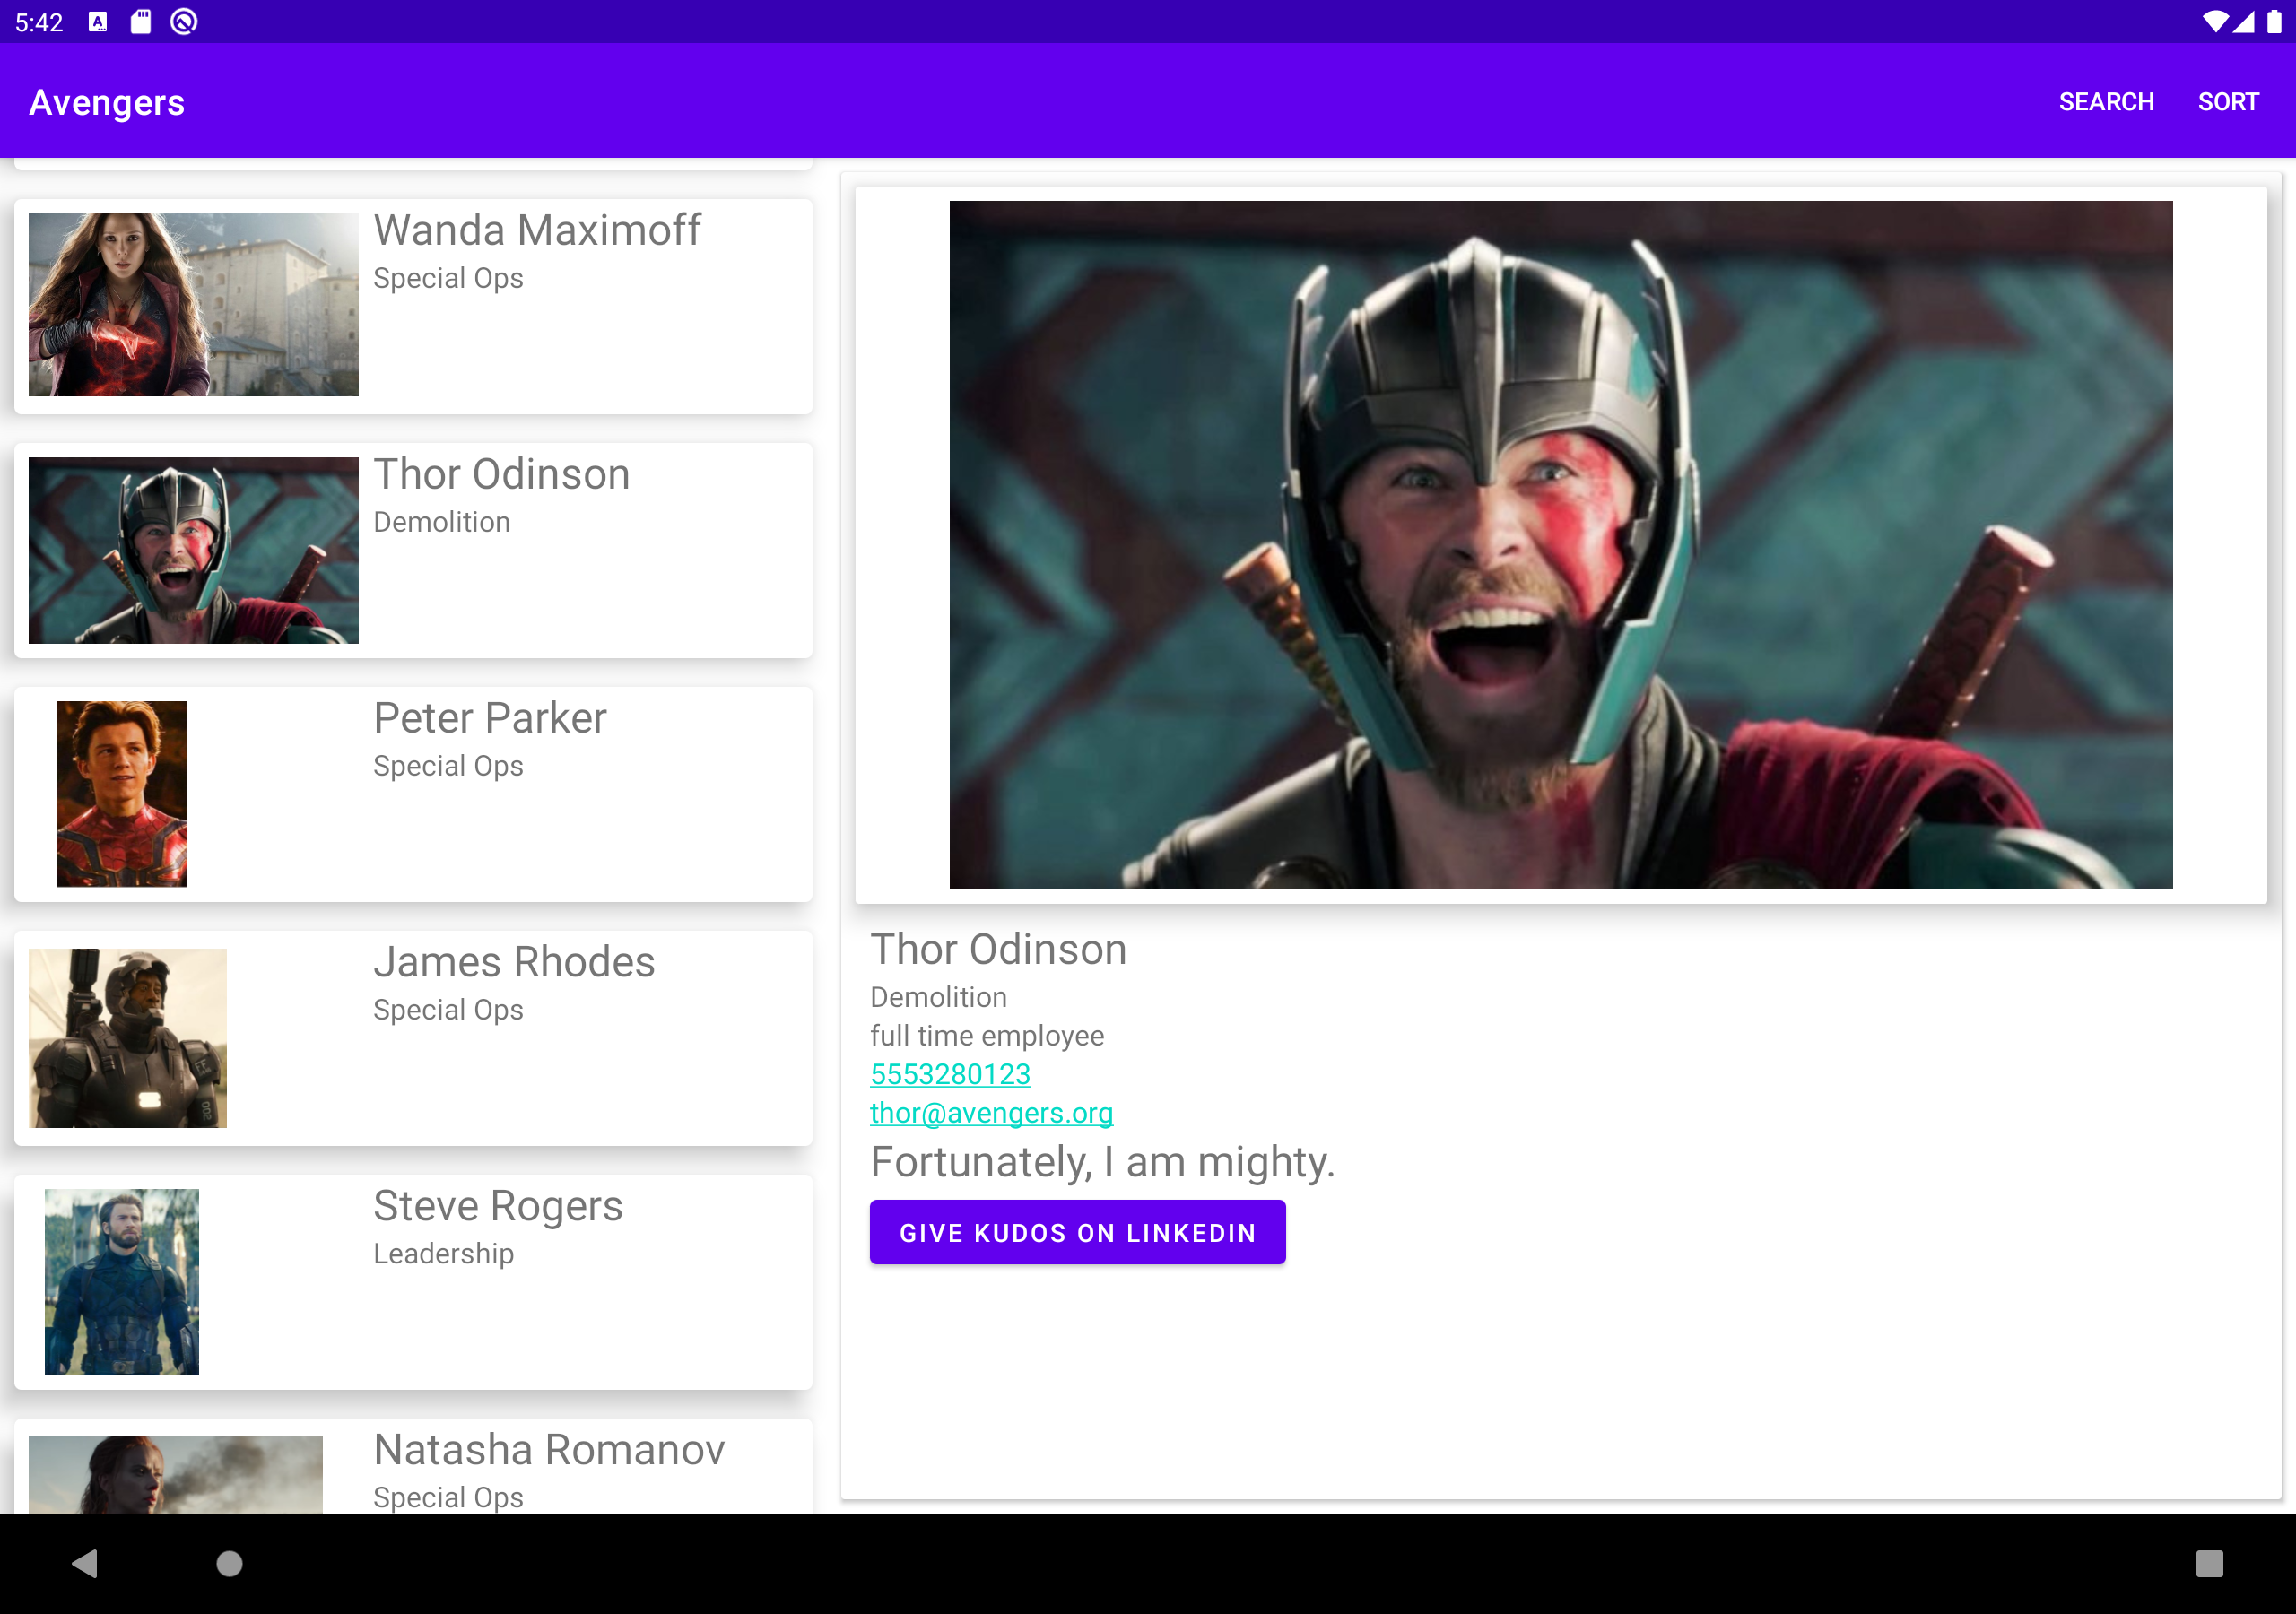 5:42
Avengers
SEARCH SORT
Wanda Maximoff
Special Ops
Thor Odinson
Demolition
Peter Parker
Special Ops
James Rhodes
Special Ops
Steve Rogers
Leadership
Natasha Romanov
Special Ops
Thor Odinson
Demolition
full time employee
5553280123
thor@avengers.org
Fortunately, I am mighty.
GIVE KUDOS ON LINKEDIN